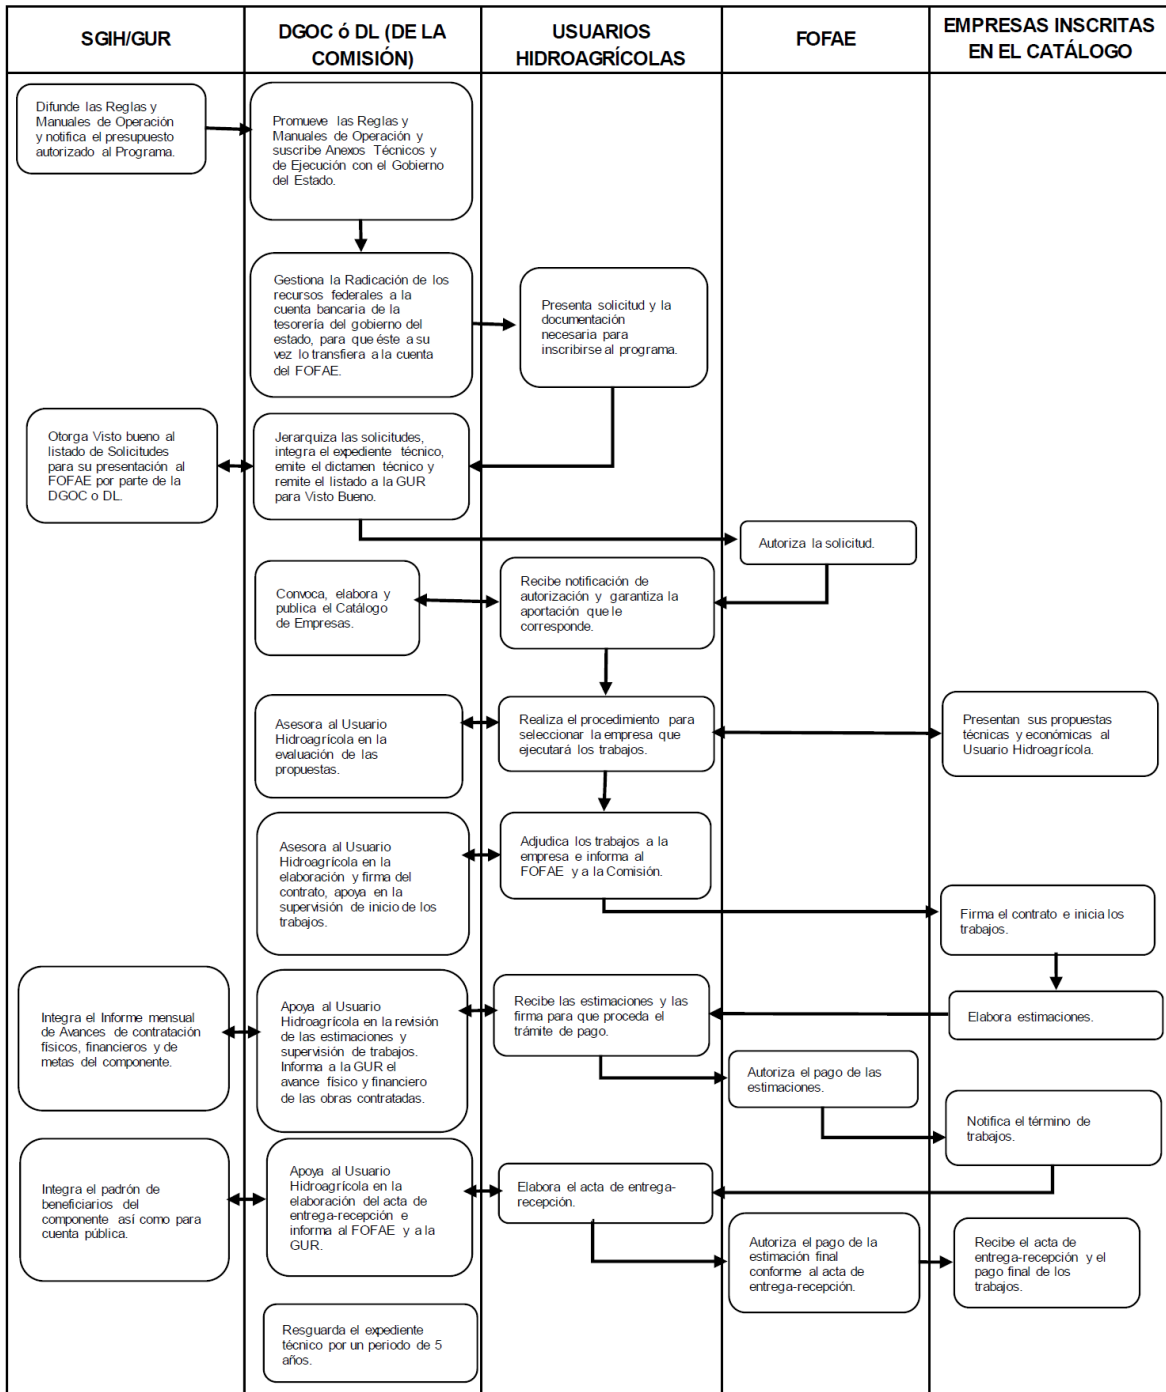 SGIH/GUR
DGOC ó DL (DE LA
COMISIÓN)
USUARIOS
HIDROAGRÍCOLAS
FOFAE
EMPRESAS INSCRITAS
EN EL CATÁLOGO
Difunde las Reglas y
Manuales de Operación
y notifica el presupuesto
autorizado al Programa.
Promueve las Reglas y
Manuales de Operación y
suscribe Anexos Técnicos y
de Ejecución con el Gobierno
del Estado.
Gestiona la Radicación de los
recursos federales a la
cuenta bancaria de la
tesorería del gobierno del
estado, para que éste a su
vez lo transfiera a la cuenta
del FOFAE.
Presenta solicitud y la
documentación
necesaria para
inscribirse al programa.
Otorga Visto bueno al
listado de Solicitudes
para su presentación al
FOFAE por parte de la
DGOC o DL.
Jerarquiza las solicitudes,
integra el expediente técnico,
emite el dictamen técnico y
remite el listado a la GUR
para Visto Bueno.
Autoriza la solicitud.
Convoca, elabora y
publica el Catálogo
de Empresas.
Recibe notificación de
autorización y garantiza la
aportación que le
corresponde.
Asesora al Usuario
Hidroagrícola en la
evaluación de las
propuestas.
Realiza el procedimiento para
seleccionar la empresa que
ejecutará los trabajos.
Presentan sus propuestas
técnicas y económicas al
Usuario Hidroagrícola.
Asesora al Usuario
Hidroagrícola en la
elaboración y firma del
contrato, apoya en la
supervisión de inicio de los
trabajos.
Adjudica los trabajos a la
empresa e informa al
FOFAE y a la Comisión.
Firma el contrato e inicia los
trabajos.
Integra el Informe mensual
de Avances de contratación
físicos, financieros y de
metas del componente.
Apoya al Usuario
Hidroagrícola en la revisión
de las estimaciones y
supervisión de trabajos.
Informa a la GUR el
avance físico y financiero
de las obras contratadas.
Recibe las estimaciones y las
firma para que proceda el
trámite de pago.
Elabora estimaciones.
Autoriza el pago de las
estimaciones.
Notifica el término de
trabajos.
Integra el padrón de
beneficiarios del
componente así como para
cuenta pública.
Apoya al Usuario
Hidroagrícola en la
elaboración del acta de
entrega-recepción e
informa al FOFAE y a la
GUR.
Elabora el acta de entrega-
recepción.
Autoriza el pago de la
estimación final
conforme al acta de
entrega-recepción.
Recibe el acta de
entrega-recepción y el
pago final de los
trabajos.
Resguarda el expediente
técnico por un periodo de 5
años.